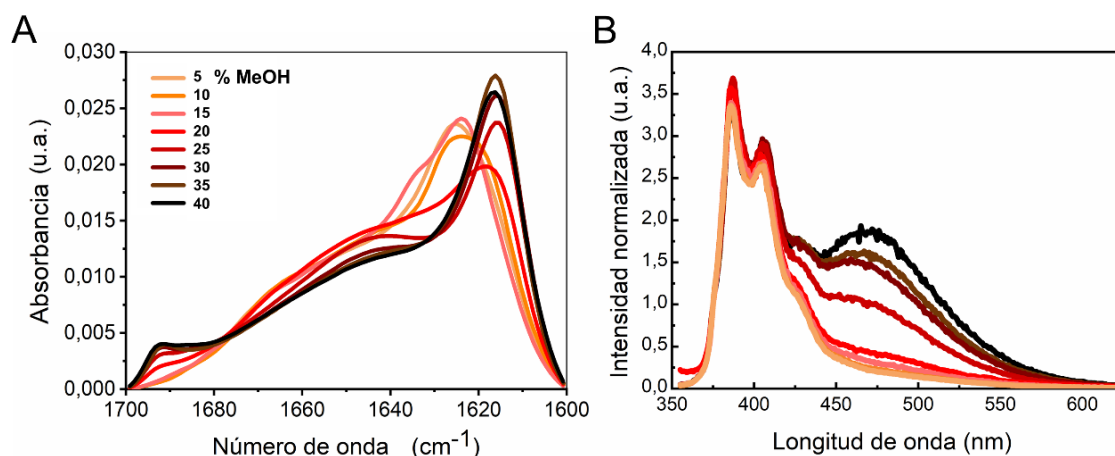 A
Absorbancia (u.a.)
0,030
0,025
0,020
0,015
0,010
0,005
0,000
5 % MeOH
10
15
20
25
30
35
40
1700 1680 1660 1640 1620 1600
Número de onda (cm⁻¹)
B
Intensidad normalizada (u.a.)
4,0
3,5
3,0
2,5
2,0
1,5
1,0
0,5
0,0
350 400 450 500 550 600
Longitud de onda (nm)